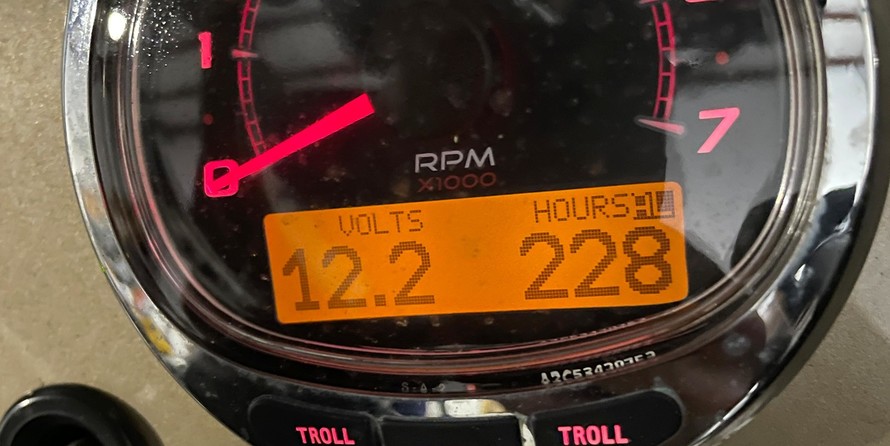 1
7
0
RPM
X1000
VOLTS HOURS
12.2 228
TROLL TROLL